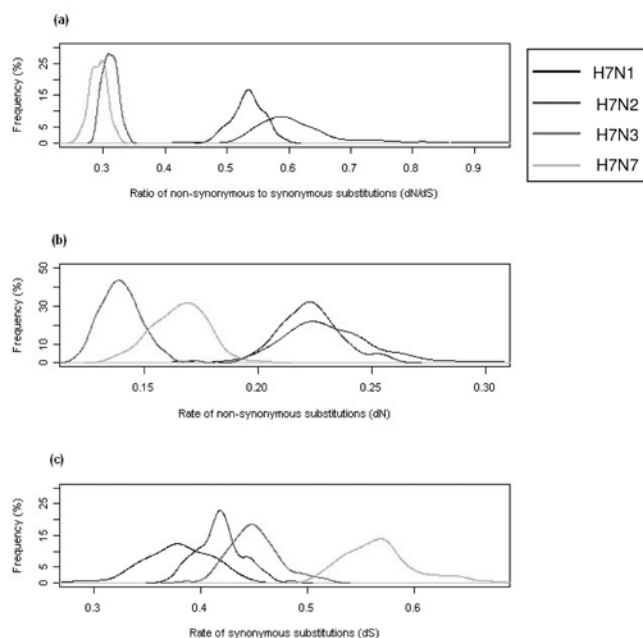 (a)
Frequency (%)
0 5 15 25
0.3 0.4 0.5 0.6 0.7 0.8 0.9
Ratio of non-synonymous to synonymous substitutions (dN/dS)
H7N1
H7N2
H7N3
H7N7
(b)
Frequency (%)
0 10 30 50
0.15 0.20 0.25 0.30
Rate of non-synonymous substitutions (dN)
(c)
Frequency (%)
0 5 15 25
0.3 0.4 0.5 0.6
Rate of synonymous substitutions (dS)